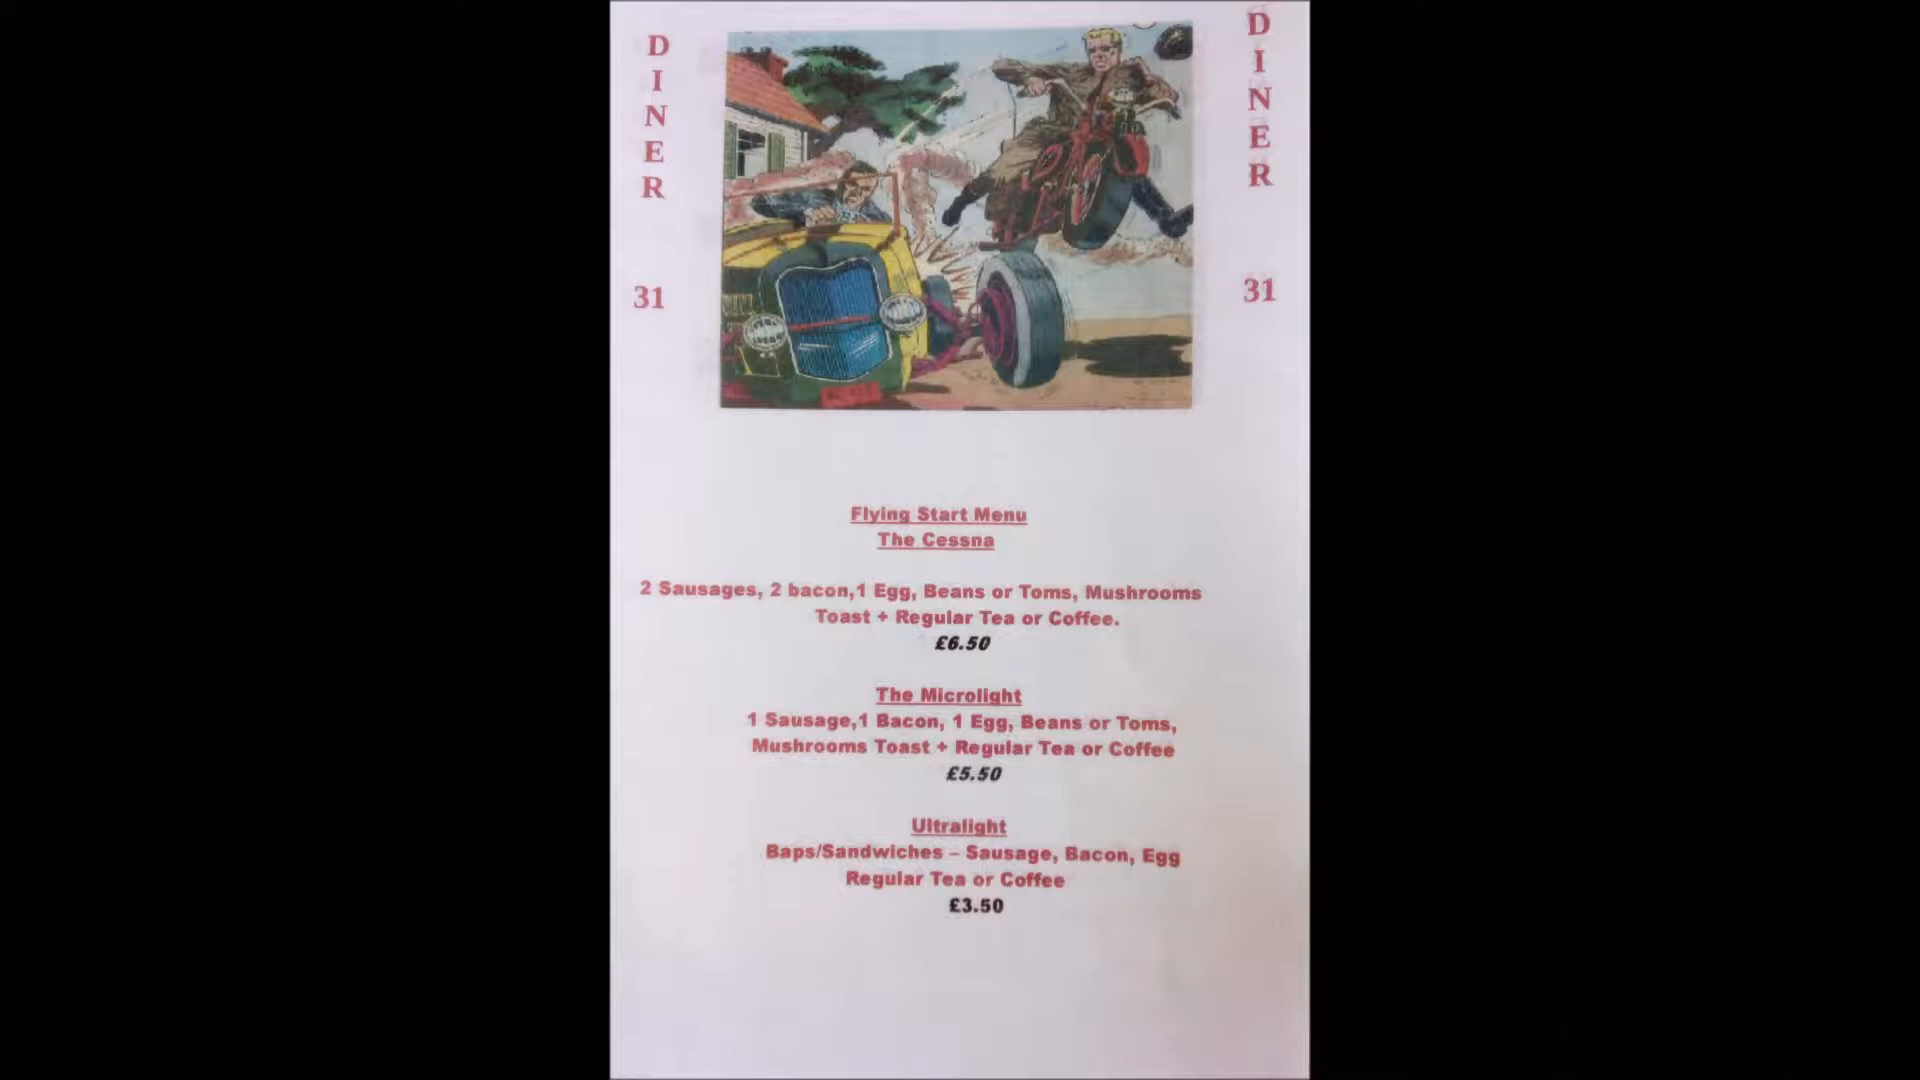 DINER
31
DINER
31
Flying Start Menu
The Cessna
2 Sausages, 2 bacon,1 Egg, Beans or Toms, Mushrooms
Toast + Regular Tea or Coffee.
£6.50
The Microlight
1 Sausage,1 Bacon, 1 Egg, Beans or Toms,
Mushrooms Toast + Regular Tea or Coffee
£5.50
Ultralight
Baps/Sandwiches – Sausage, Bacon, Egg
Regular Tea or Coffee
£3.50